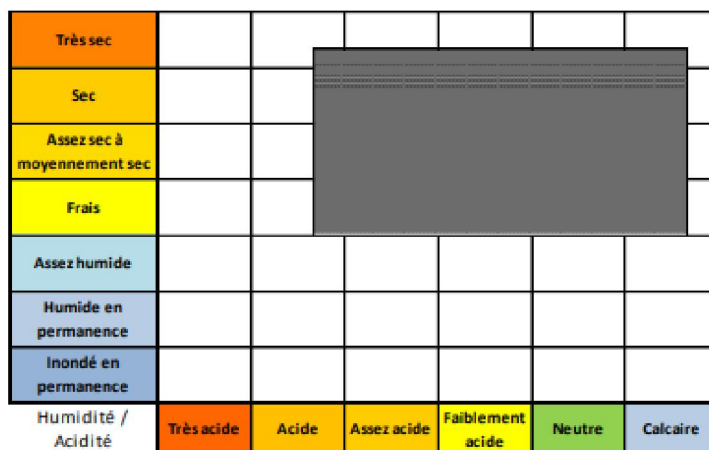 Très sec
Sec
Assez sec à
moyennement sec
Frais
Assez humide
Humide en
permanence
Inondé en
permanence
Humidité /
Acidité
Très acide
Acide
Assez acide
Faiblement
acide
Neutre
Calcaire